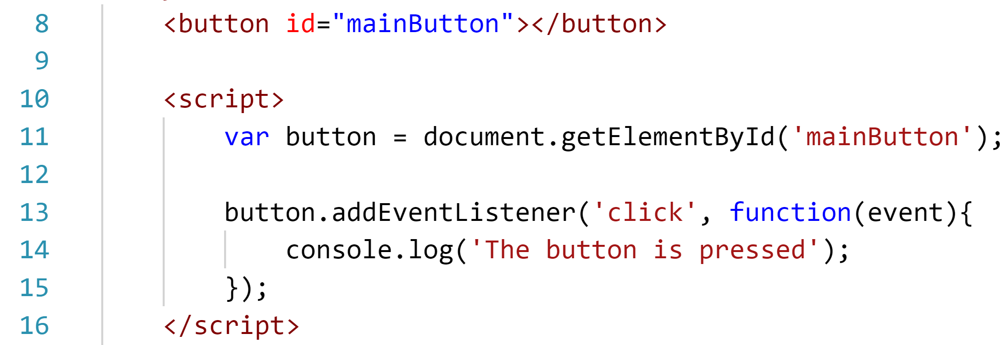 8 <button id="mainButton"></button>
9
10 <script>
11 var button = document.getElementById('mainButton');
12
13 button.addEventListener('click', function(event){
14 console.log('The button is pressed');
15 });
16 </script>